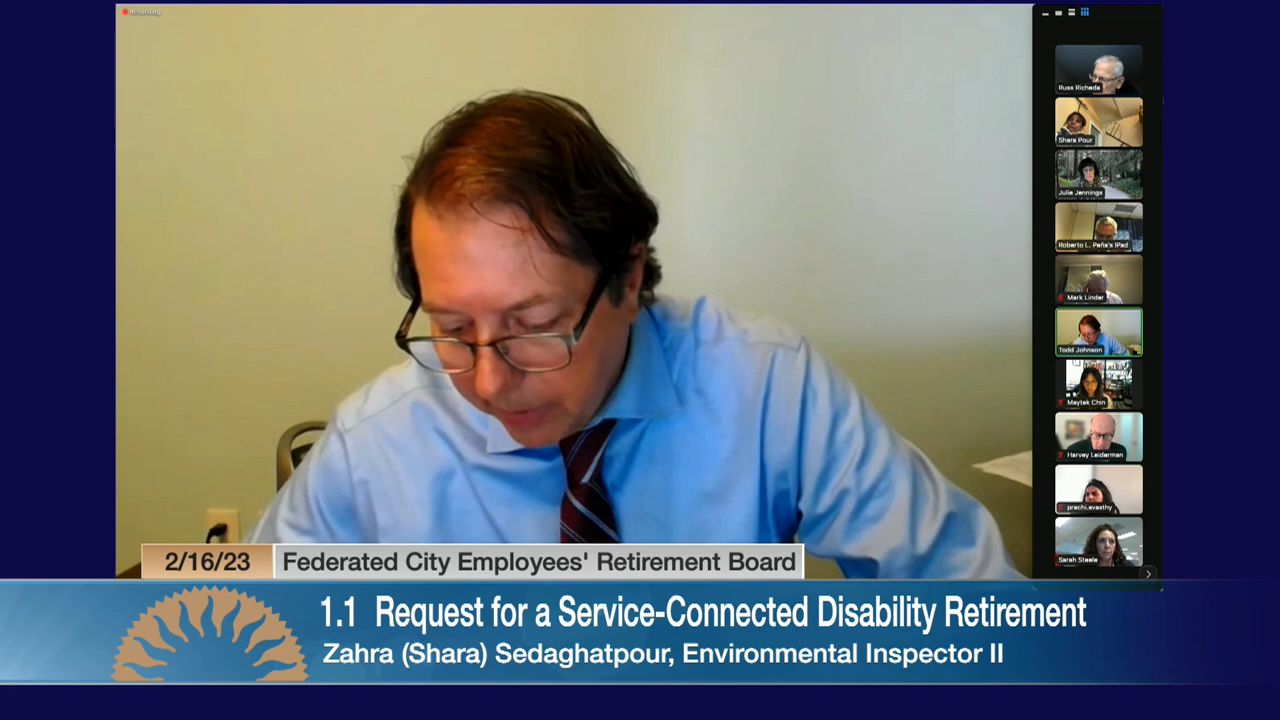 Recording
Russ Richeda
Shara Pour
Julie Jennings
Roberto L. Peña's iPad
Mark Linder
Todd Johnson
Maytak Chin
Harvey Leiderman
prachi.avasthy
Sarah Steele
2/16/23
Federated City Employees' Retirement Board
1.1 Request for a Service-Connected Disability Retirement
Zahra (Shara) Sedaghatpour, Environmental Inspector II